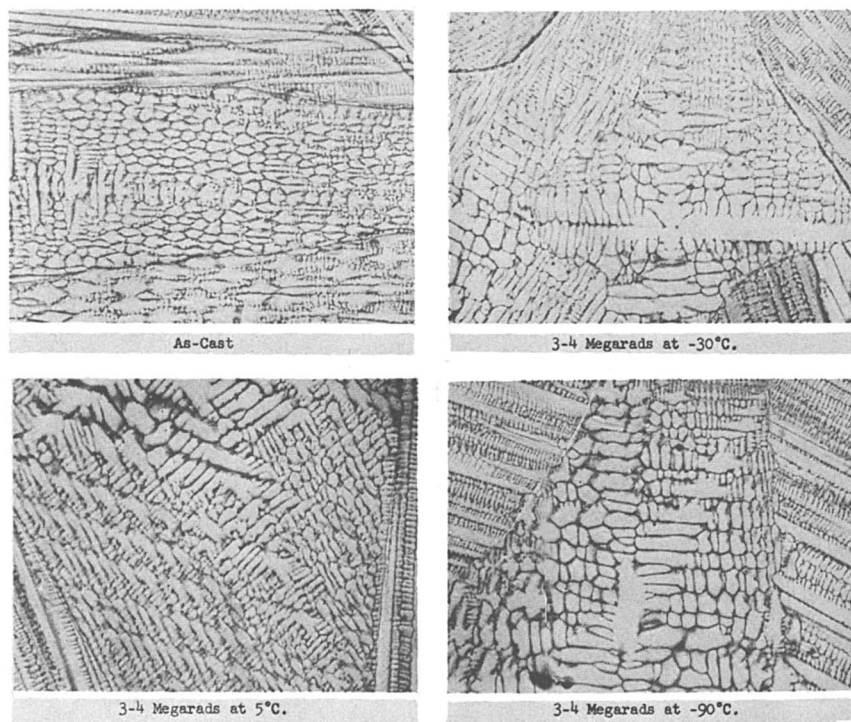 As-Cast
3-4 Megarads at -30°C.
3-4 Megarads at 5°C.
3-4 Megarads at -90°C.